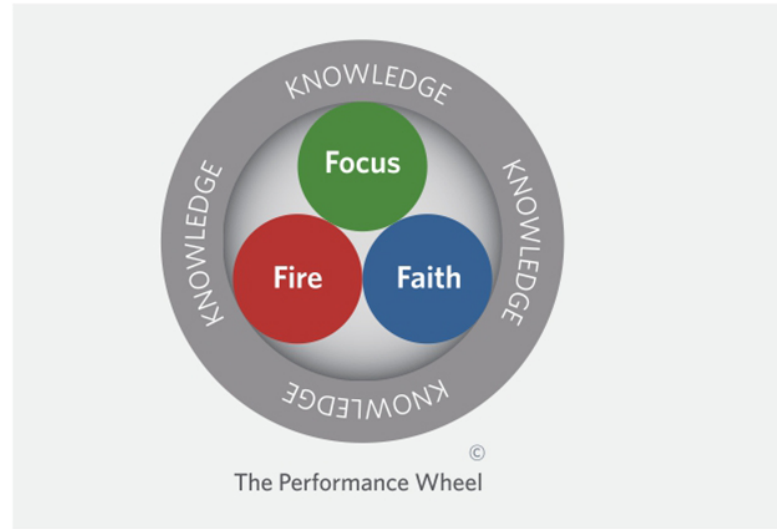 KNOWLEDGE
Focus
KNOWLEDGE
KNOWLEDGE
Fire
Faith
KNOWLEDGE
©
The Performance Wheel